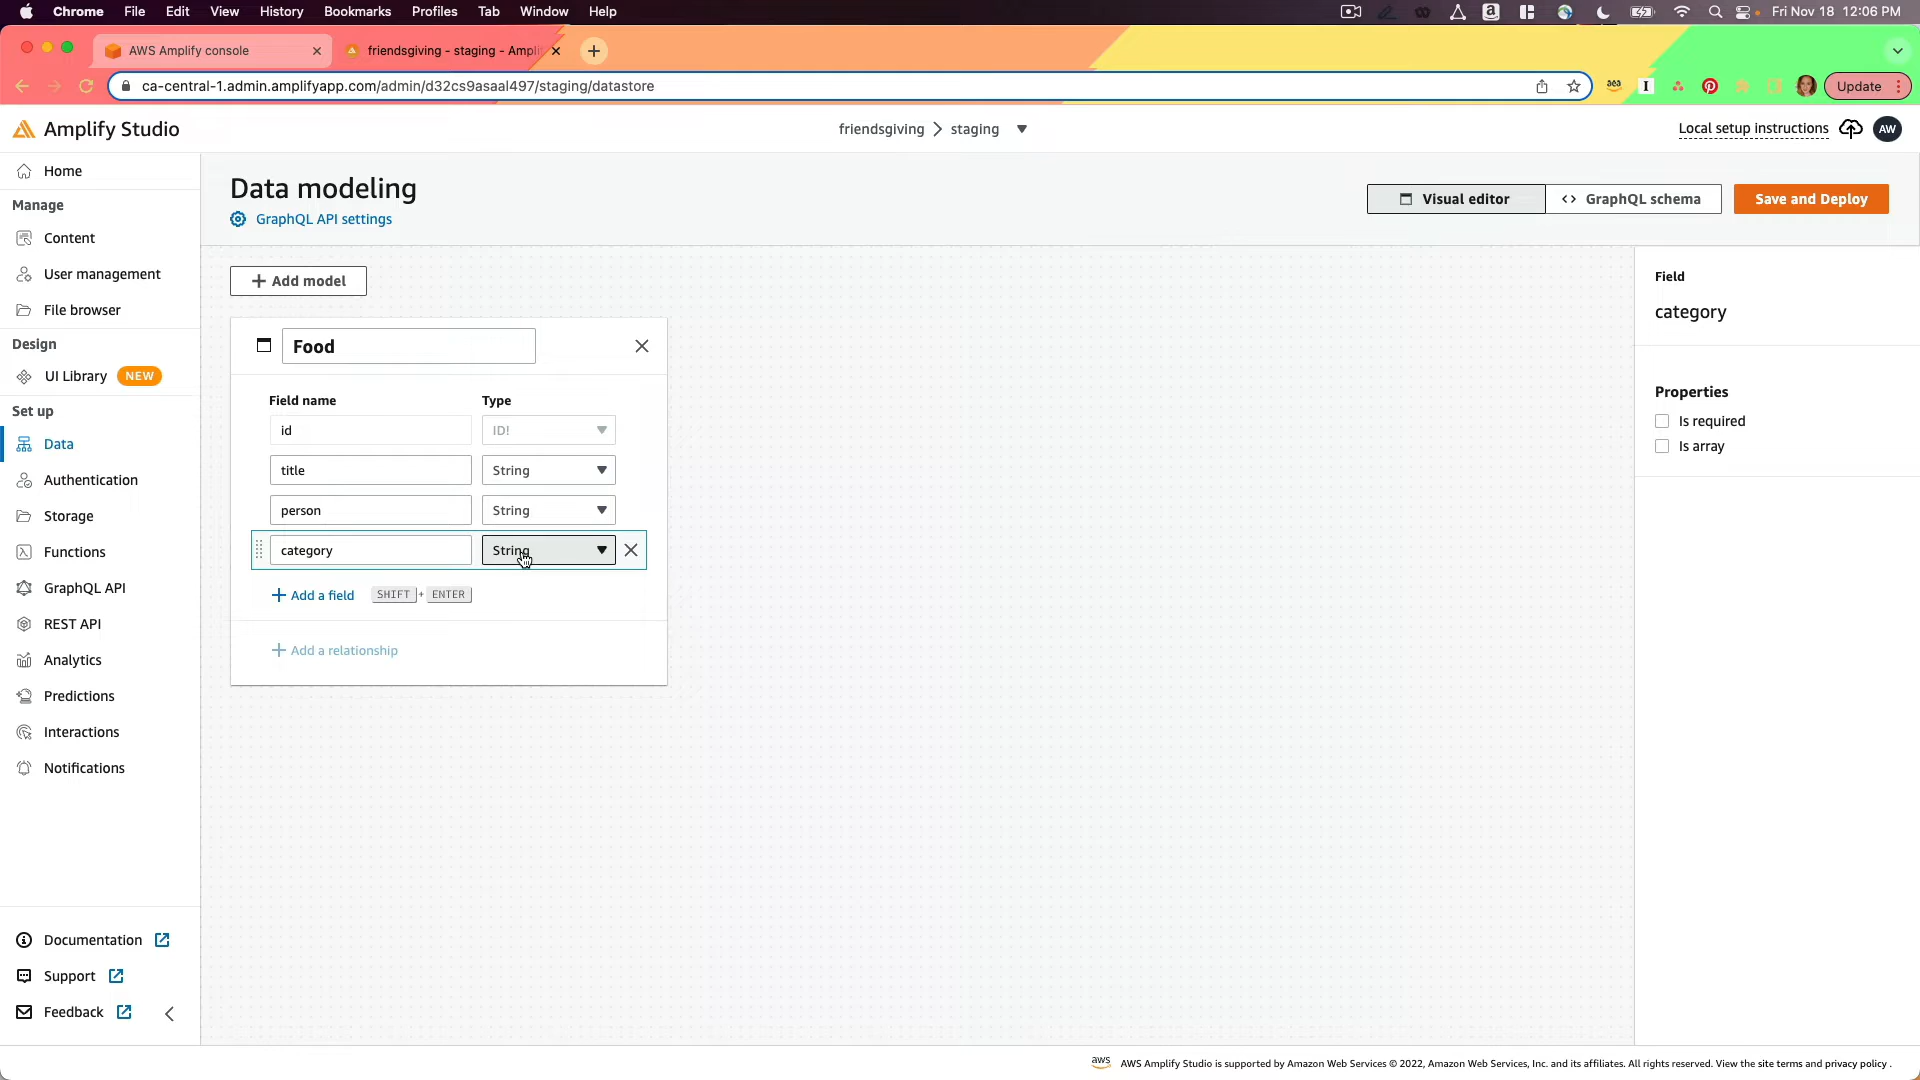 Chrome File Edit View History Bookmarks Profiles Tab Window Help
Fri Nov 18 12:06 PM
AWS Amplify console
friendsgiving - staging - Ampli
ca-central-1.admin.amplifyapp.com/admin/d32cs9asaal497/staging/datastore
Update
Amplify Studio
friendsgiving > staging
Local setup instructions
AW
Home
Manage
Content
User management
File browser
Design
UI Library NEW
Set up
Data
Authentication
Storage
Functions
GraphQL API
REST API
Analytics
Predictions
Interactions
Notifications
Documentation
Support
Feedback
Data modeling
GraphQL API settings
Visual editor
<> GraphQL schema
Save and Deploy
+ Add model
Food
Field name Type
id ID!
title String
person String
category String
+ Add a field SHIFT + ENTER
+ Add a relationship
Field
category
Properties
Is required
Is array
aws AWS Amplify Studio is supported by Amazon Web Services © 2022, Amazon Web Services, Inc. and its affiliates. All rights reserved. View the site terms and privacy policy .